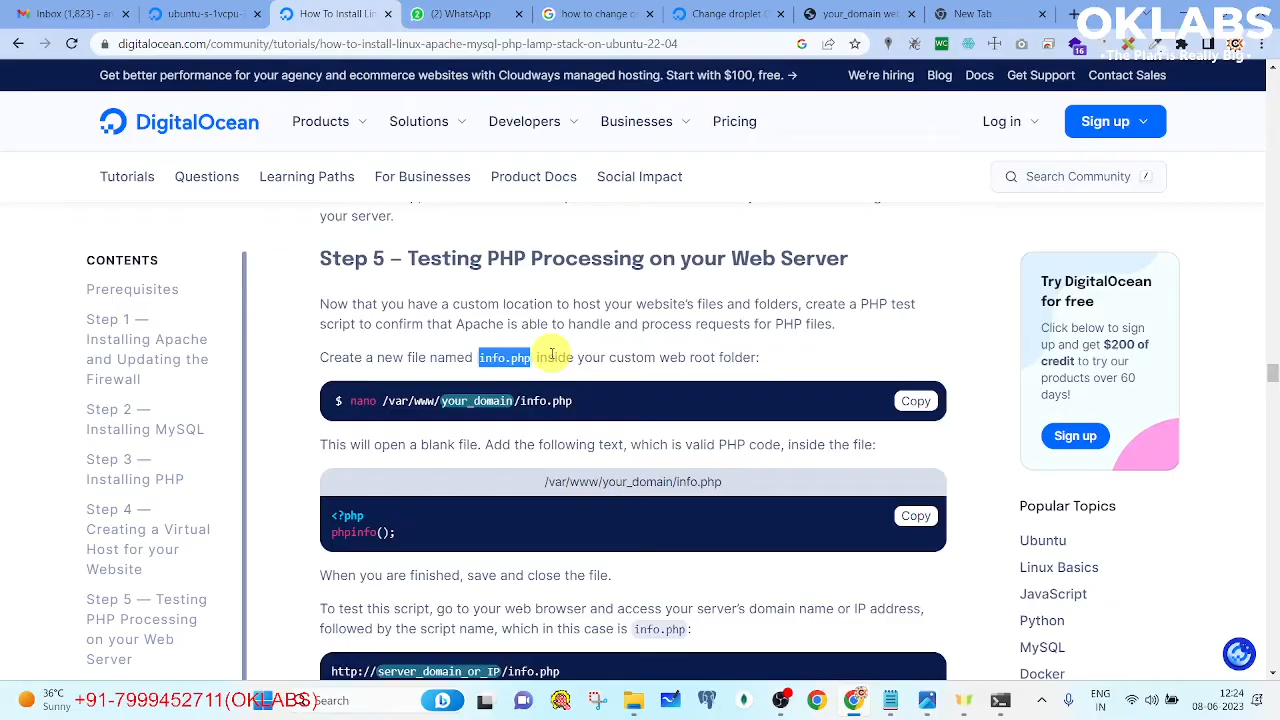 ubuntu-s-1vcpu-
How To Install Lin
(2) WhatsApp
how to change c
Change droplet
your_domain wel
New Tab
OKLABS
•The Plan is Really Big•
digitalocean.com/community/tutorials/how-to-install-linux-apache-mysql-php-lamp-stack-on-ubuntu-22-04
16
Get better performance for your agency and ecommerce websites with Cloudways managed hosting. Start with $100, free. →
We're hiring Blog Docs Get Support Contact Sales
DigitalOcean
Products Solutions Developers Businesses Pricing
Log in
Sign up
Tutorials Questions Learning Paths For Businesses Product Docs Social Impact
Search Community /
your server.
CONTENTS
Prerequisites
Step 1 —
Installing Apache
and Updating the
Firewall
Step 2 —
Installing MySQL
Step 3 —
Installing PHP
Step 4 —
Creating a Virtual
Host for your
Website
Step 5 — Testing
PHP Processing
on your Web
Server
Step 5 – Testing PHP Processing on your Web Server
Now that you have a custom location to host your website's files and folders, create a PHP test
script to confirm that Apache is able to handle and process requests for PHP files.
Create a new file named info.php inside your custom web root folder:
$ nano /var/www/your_domain/info.php
Copy
This will open a blank file. Add the following text, which is valid PHP code, inside the file:
/var/www/your_domain/info.php
<?php
phpinfo();
Copy
When you are finished, save and close the file.
To test this script, go to your web browser and access your server's domain name or IP address,
followed by the script name, which in this case is info.php:
http://server_domain_or_IP/info.php
Try DigitalOcean
for free
Click below to sign
up and get $200 of
credit to try our
products over 60
days!
Sign up
Popular Topics
Ubuntu
Linux Basics
JavaScript
Python
MySQL
Docker
36°C
Sunny
+91-7999452711(OKLABS)
Search
ENG
IN
12:24
08-06-2023